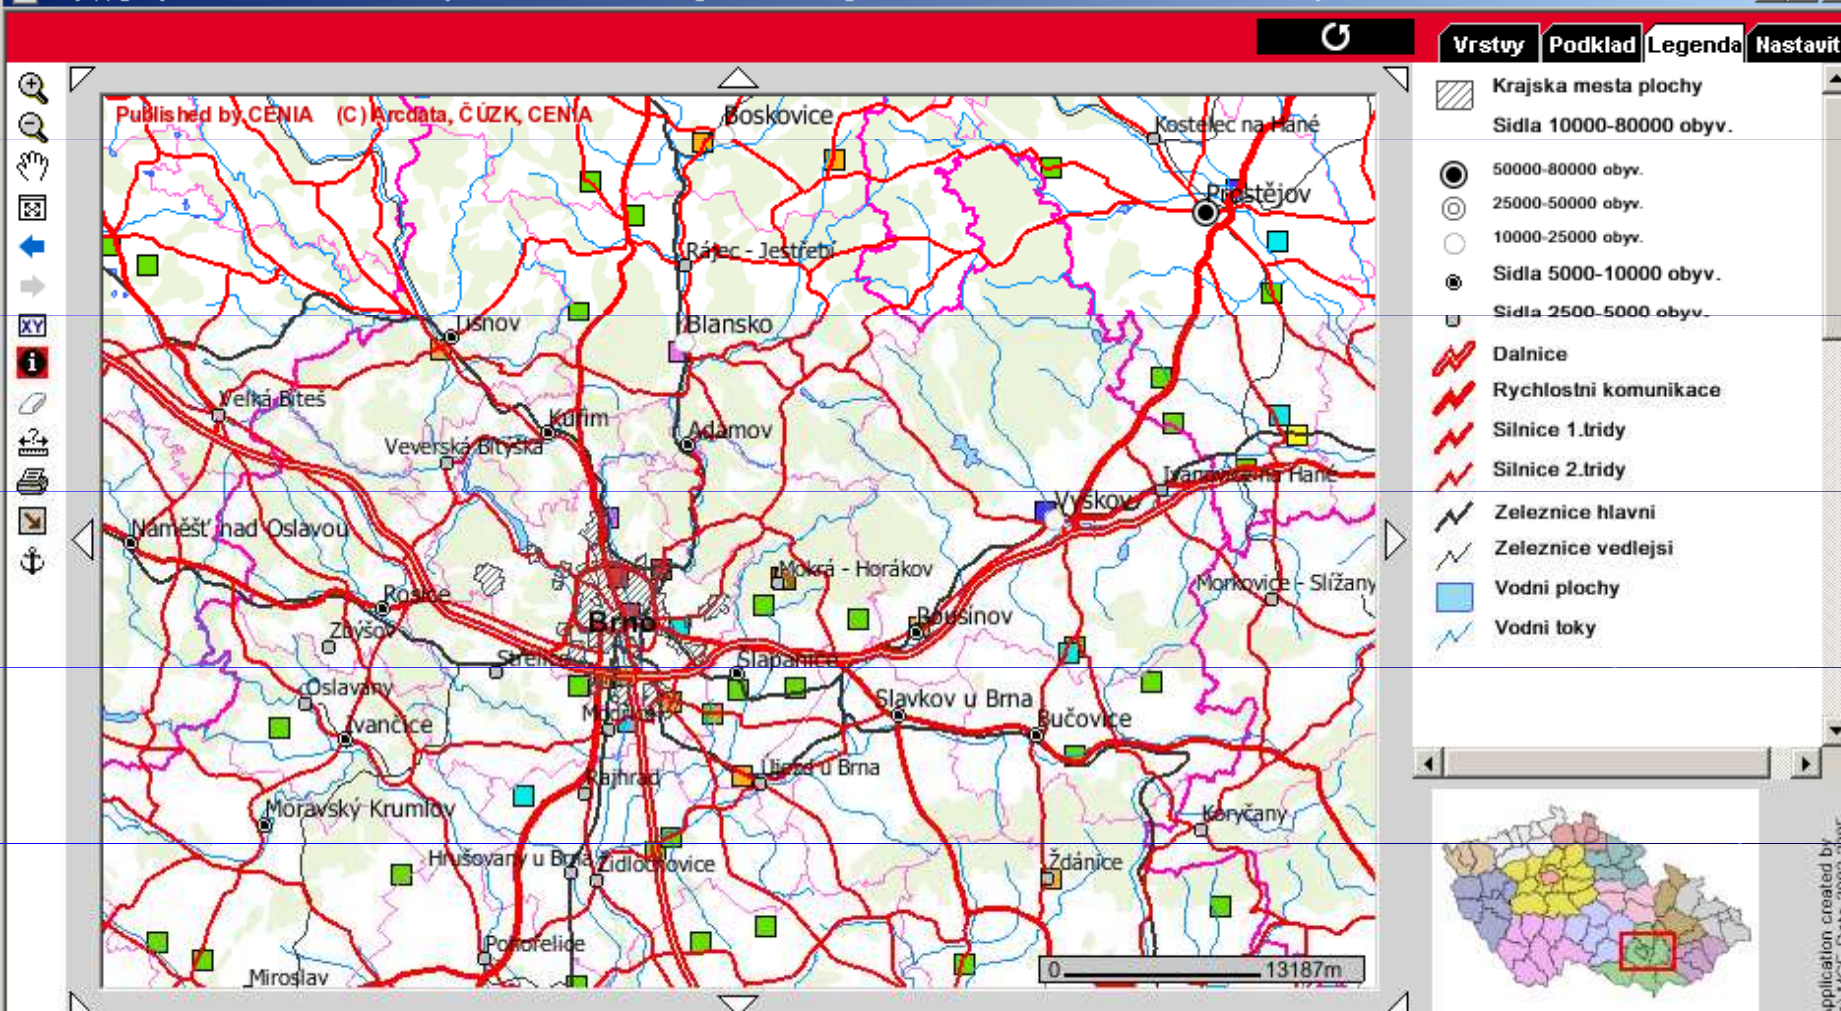 Vrstvy Podklad Legenda Nastavit
Published by CENIA (C) Arcdata, ČÚZK, CENIA
Boskovice
Kostelec na Hané
Prostějov
Rájec - Jestřebí
Tišnov
Blansko
Velká Bíteš
Kuřim
Adamov
Veverská Bítýška
Ivanovice na Hané
Vyškov
Náměšť nad Oslavou
Mokrá - Horákov
Morkovice - Slížany
Rosice
Rousínov
Brno
Zbýšov
Střelice
Šlapanice
Oslavany
Slavkov u Brna
Modřice
Bučovice
Ivančice
Rajhrad
Újezd u Brna
Moravský Krumlov
Koryčany
Hrušovany u Brna
Židlochovice
Ždánice
Pohořelice
Miroslav
0 13187m
Krajska mesta plochy
Sidla 10000-80000 obyv.
50000-80000 obyv.
25000-50000 obyv.
10000-25000 obyv.
Sidla 5000-10000 obyv.
Sidla 2500-5000 obyv.
Dalnice
Rychlostni komunikace
Silnice 1.tridy
Silnice 2.tridy
Zeleznice hlavni
Zeleznice vedlejsi
Vodni plochy
Vodni toky
XY
application created by